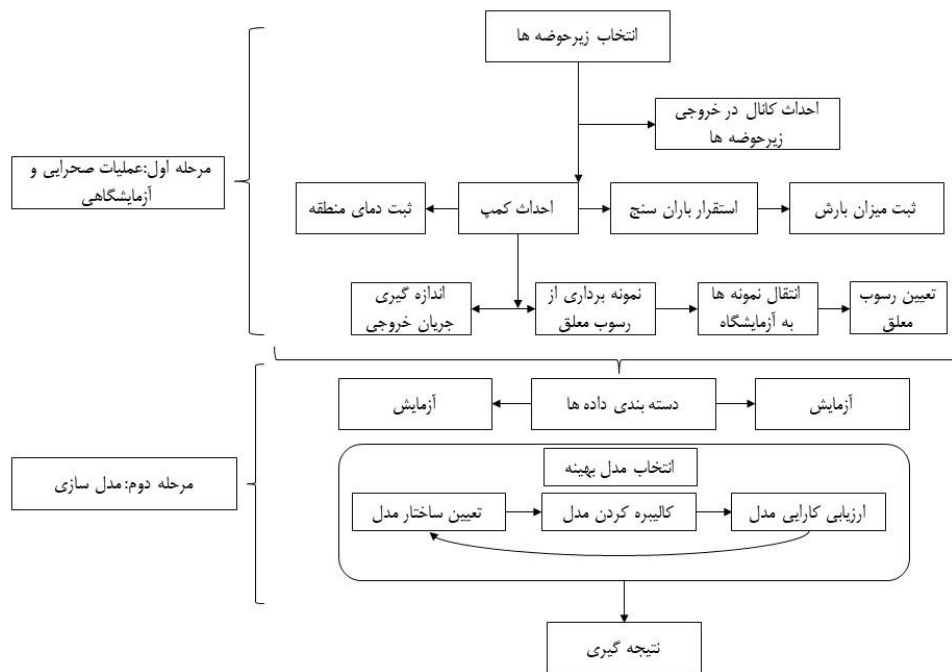 انتخاب زیرحوضه ها
احداث کانال در خروجی
زیرحوضه ها
مرحله اول:عملیات صحرایی و
آزمایشگاهی
ثبت میزان بارش
استقرار باران سنج
احداث کمپ
ثبت دمای منطقه
تعیین رسوب
معلق
انتقال نمونه ها
به آزمایشگاه
نمونه برداری از
رسوب معلق
اندازه گیری
جریان خروجی
آزمایش
دسته بندی داده ها
آزمایش
مرحله دوم:مدل سازی
انتخاب مدل بهینه
ارزیابی کارایی مدل
کالیبره کردن مدل
تعیین ساختار مدل
نتیجه گیری